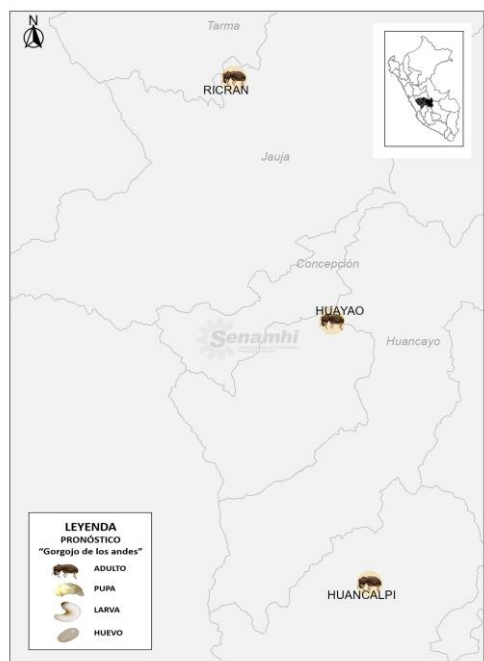 N
Tarma
RICRAN
Jauja
Concepción
HUAYAO
Senamhi
Huancayo
LEYENDA
PRONÓSTICO
"Gorgojo de los andes"
ADULTO
PUPA
LARVA
HUEVO
HUANCALPI